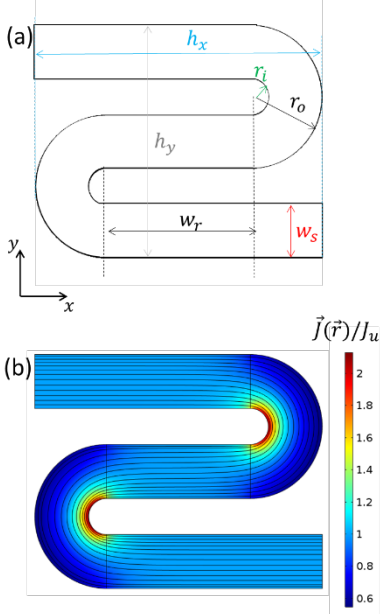 (a)
h_x
r_i
r_o
h_y
w_r
w_s
y
x
J⃗(r⃗)/J_u
(b)
2
1.8
1.6
1.4
1.2
1
0.8
0.6